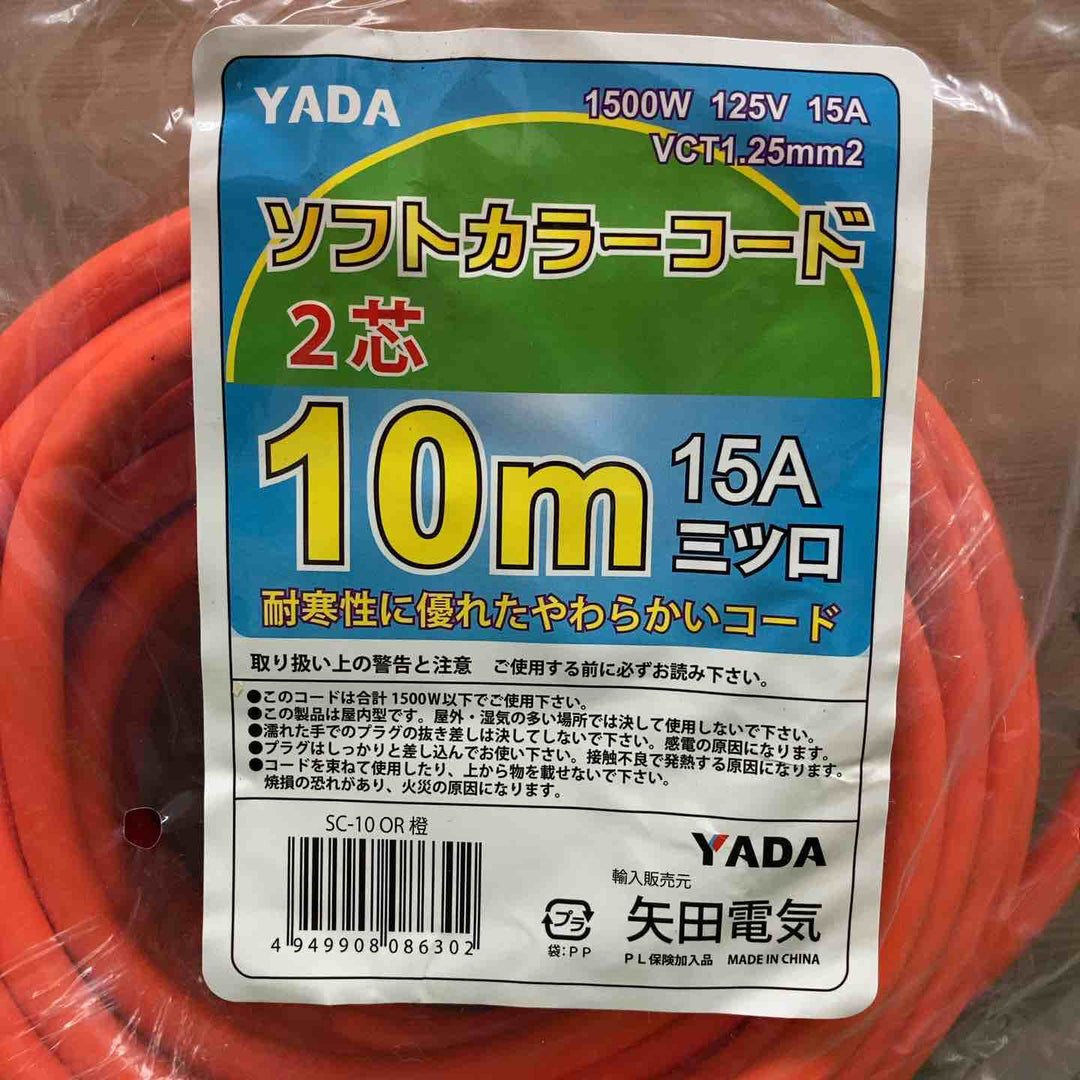 YADA
1500W 125V 15A
VCT1.25mm2
ソフトカラーコード
2芯
10m
15A
三ツ口
耐寒性に優れたやわらかいコード
取り扱い上の警告と注意 ご使用する前に必ずお読み下さい。
●このコードは合計1500W以下でご使用下さい。
●この製品は屋内型です。屋外・湿気の多い場所では決して使用しないで下さい。
●濡れた手でのプラグの抜き差しは決してしないで下さい。感電の原因になります。
●プラグはしっかりと差し込んでお使い下さい。接触不良で発熱する原因になります。
●コードを束ねて使用したり、上から物を載せないで下さい。
焼損の恐れがあり、火災の原因になります。
SC-10 OR 橙
4949908086302
プラ
袋:PP
YADA
輸入販売元
矢田電気
PL保険加入品 MADE IN CHINA